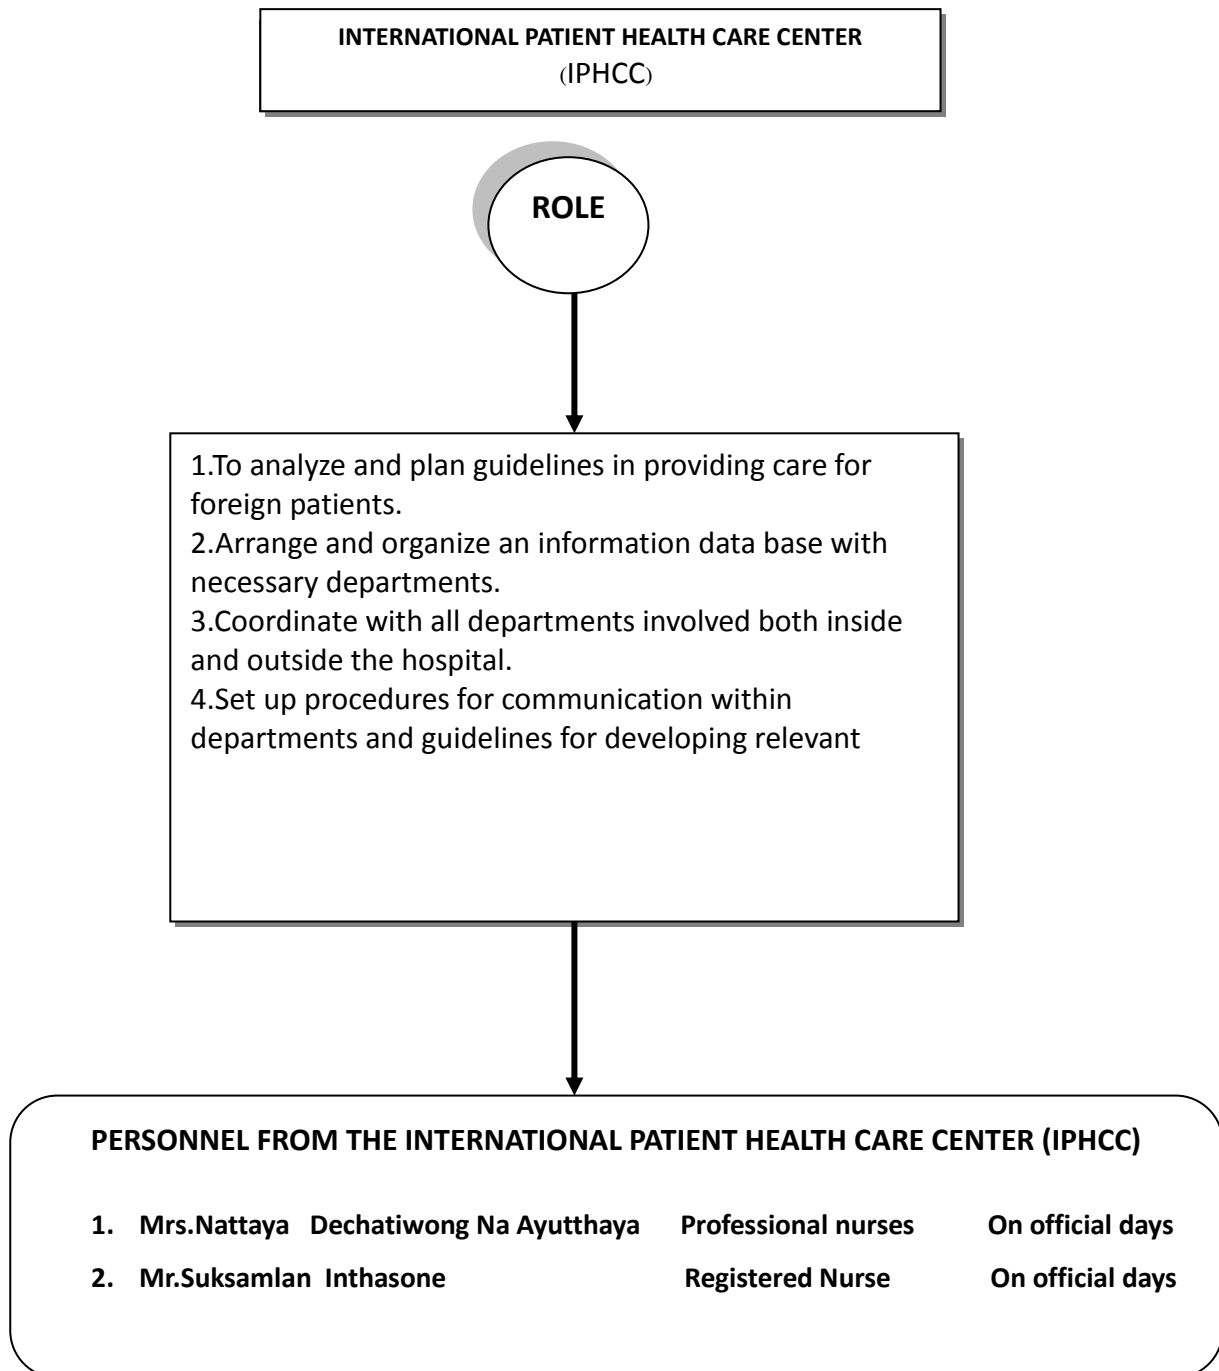 INTERNATIONAL PATIENT HEALTH CARE CENTER
(IPHCC)
ROLE
1.To analyze and plan guidelines in providing care for
foreign patients.
2.Arrange and organize an information data base with
necessary departments.
3.Coordinate with all departments involved both inside
and outside the hospital.
4.Set up procedures for communication within
departments and guidelines for developing relevant
PERSONNEL FROM THE INTERNATIONAL PATIENT HEALTH CARE CENTER (IPHCC)
1. Mrs.Nattaya Dechatiwong Na Ayutthaya Professional nurses On official days
2. Mr.Suksamlan Inthasone Registered Nurse On official days